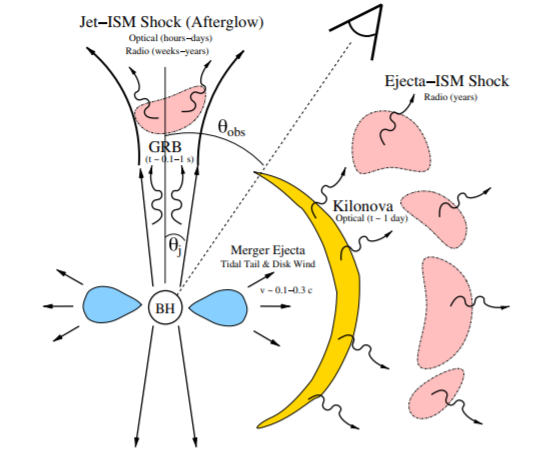 Jet–ISM Shock (Afterglow)
Optical (hours–days)
Radio (weeks–years)
Ejecta–ISM Shock
Radio (years)
θobs
GRB
(t ~ 0.1–1 s)
Kilonova
Optical (t ~ 1 day)
θj
Merger Ejecta
Tidal Tail & Disk Wind
v ~ 0.1–0.3 c
BH